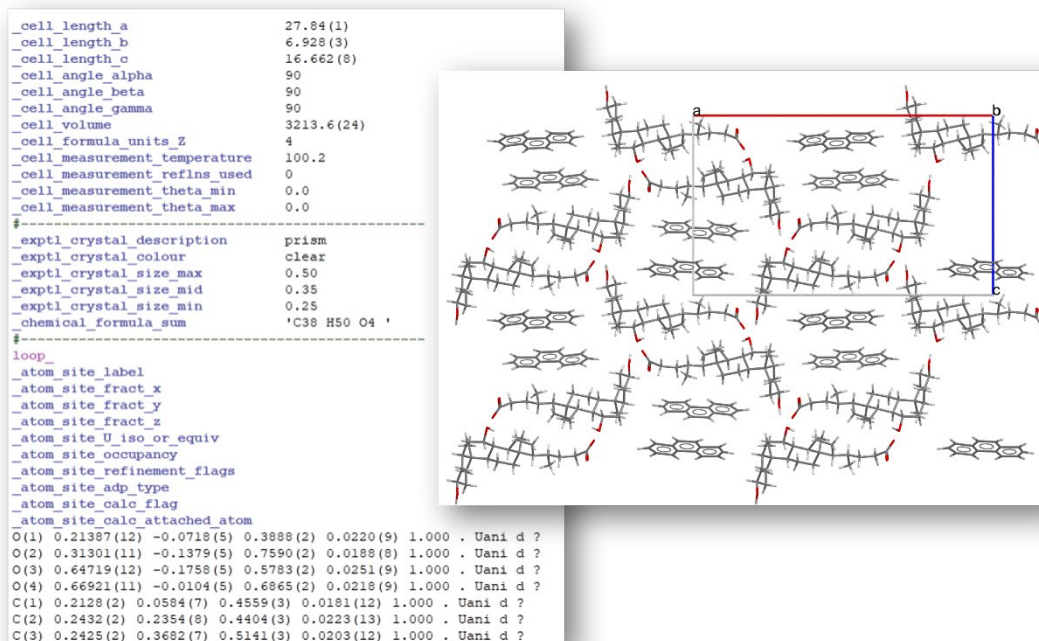 _cell_length_a 27.84(1)
_cell_length_b 6.928(3)
_cell_length_c 16.662(8)
_cell_angle_alpha 90
_cell_angle_beta 90
_cell_angle_gamma 90
_cell_volume 3213.6(24)
_cell_formula_units_Z 4
_cell_measurement_temperature 100.2
_cell_measurement_reflns_used 0
_cell_measurement_theta_min 0.0
_cell_measurement_theta_max 0.0
#------------------------------------------------
_exptl_crystal_description prism
_exptl_crystal_colour clear
_exptl_crystal_size_max 0.50
_exptl_crystal_size_mid 0.35
_exptl_crystal_size_min 0.25
_chemical_formula_sum 'C38 H50 O4 '
#------------------------------------------------
loop_
_atom_site_label
_atom_site_fract_x
_atom_site_fract_y
_atom_site_fract_z
_atom_site_U_iso_or_equiv
_atom_site_occupancy
_atom_site_refinement_flags
_atom_site_adp_type
_atom_site_calc_flag
_atom_site_calc_attached_atom
O(1) 0.21387(12) -0.0718(5) 0.3888(2) 0.0220(9) 1.000 . Uani d ?
O(2) 0.31301(11) -0.1379(5) 0.7590(2) 0.0188(8) 1.000 . Uani d ?
O(3) 0.64719(12) -0.1758(5) 0.5783(2) 0.0251(9) 1.000 . Uani d ?
O(4) 0.66921(11) -0.0104(5) 0.6865(2) 0.0218(9) 1.000 . Uani d ?
C(1) 0.2128(2) 0.0584(7) 0.4559(3) 0.0181(12) 1.000 . Uani d ?
C(2) 0.2432(2) 0.2354(8) 0.4404(3) 0.0223(13) 1.000 . Uani d ?
C(3) 0.2425(2) 0.3682(7) 0.5141(3) 0.0203(12) 1.000 . Uani d ?
a
b
c